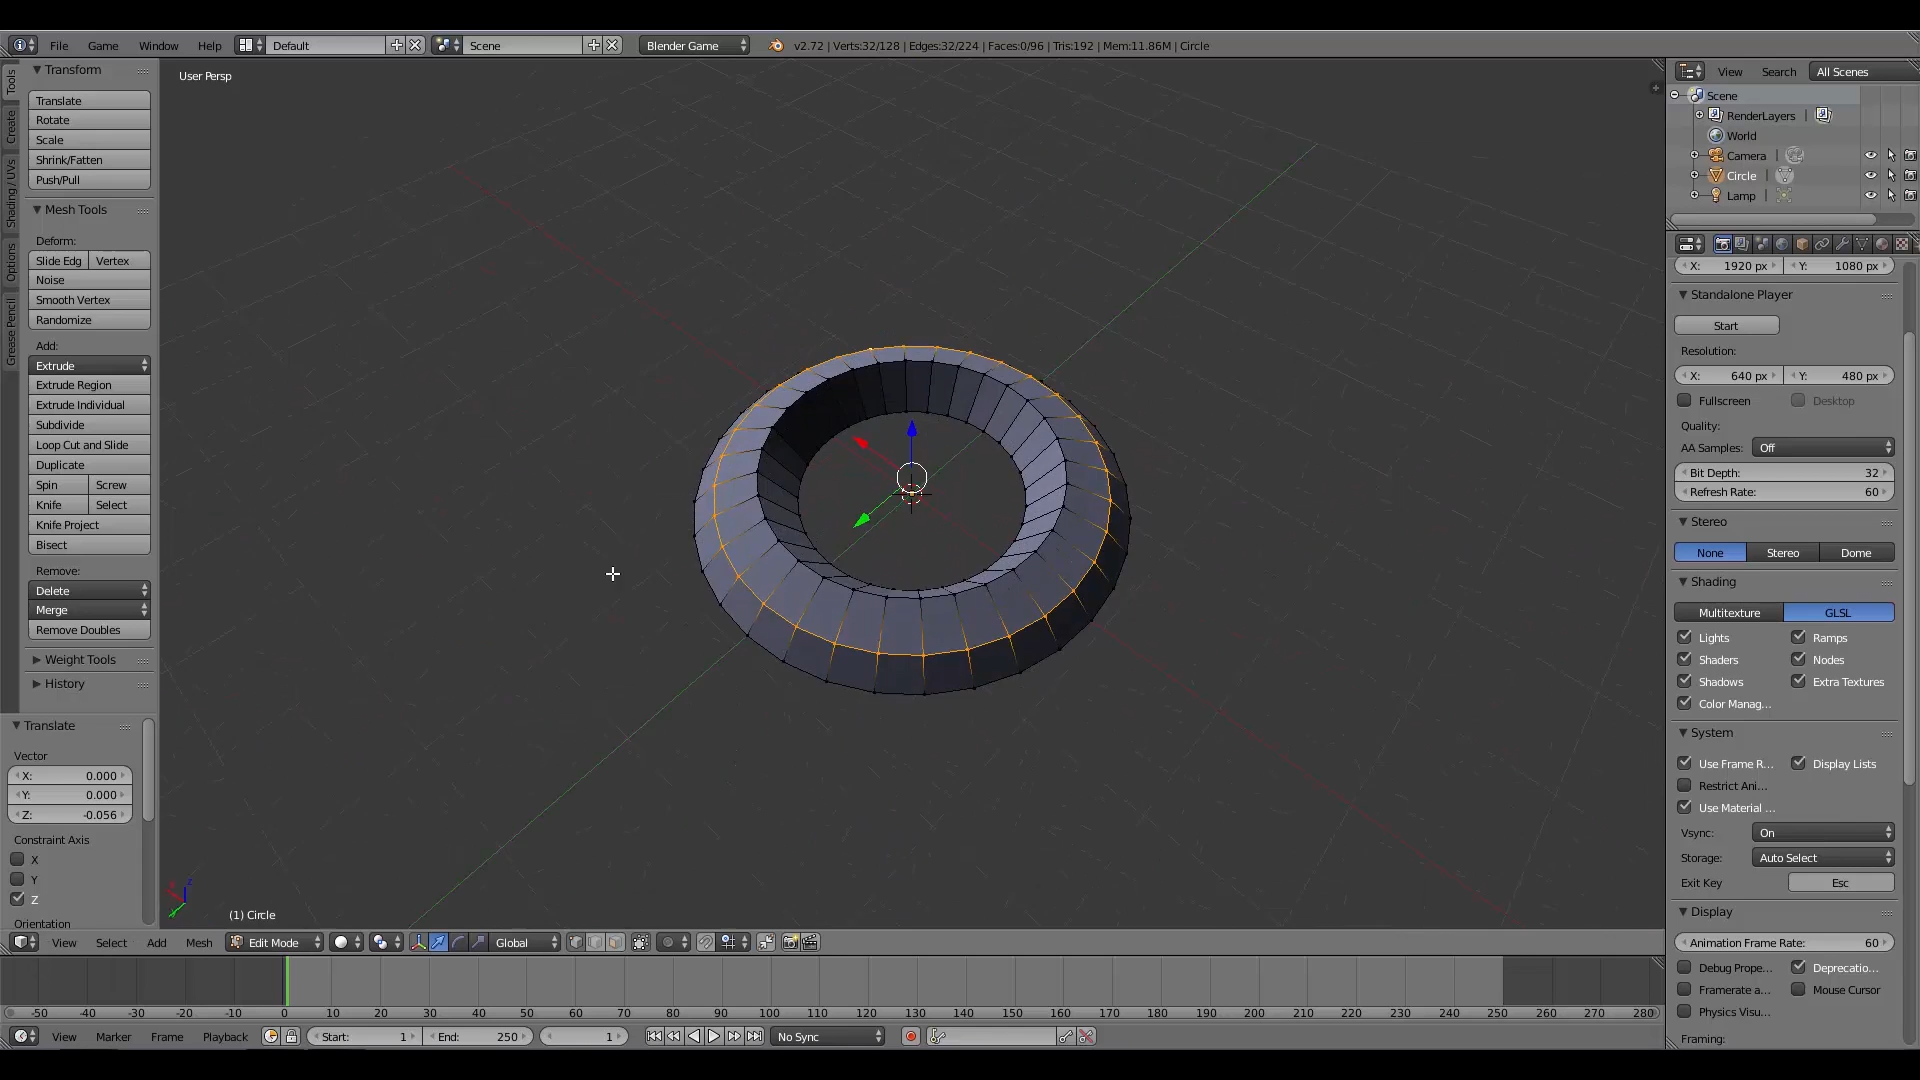 File Game Window Help Default Scene Blender Game v2.72 | Verts:32/128 | Edges:32/224 | Faces:0/96 | Tris:192 | Mem:11.86M | Circle
Tools
Create
Shading / UVs
Options
Grease Pencil
Transform
Translate
Rotate
Scale
Shrink/Fatten
Push/Pull
Mesh Tools
Deform:
Slide Edg Vertex
Noise
Smooth Vertex
Randomize
Add:
Extrude
Extrude Region
Extrude Individual
Subdivide
Loop Cut and Slide
Duplicate
Spin Screw
Knife Select
Knife Project
Bisect
Remove:
Delete
Merge
Remove Doubles
Weight Tools
History
Translate
Vector
X: 0.000
Y: 0.000
Z: -0.056
Constraint Axis
X
Y
Z
Orientation
User Persp
(1) Circle
View Select Add Mesh Edit Mode Global
-50 -40 -30 -20 -10 0 10 20 30 40 50 60 70 80 90 100 110 120 130 140 150 160 170 180 190 200 210 220 230 240 250 260 270 280
View Marker Frame Playback Start: 1 End: 250 1 No Sync
View Search All Scenes
Scene
RenderLayers
World
Camera
Circle
Lamp
X: 1920 px Y: 1080 px
Standalone Player
Start
Resolution:
X: 640 px Y: 480 px
Fullscreen Desktop
Quality:
AA Samples: Off
Bit Depth: 32
Refresh Rate: 60
Stereo
None Stereo Dome
Shading
Multitexture GLSL
Lights Ramps
Shaders Nodes
Shadows Extra Textures
Color Manag...
System
Use Frame R... Display Lists
Restrict Ani...
Use Material ...
Vsync: On
Storage: Auto Select
Exit Key Esc
Display
Animation Frame Rate: 60
Debug Prope... Deprecatio...
Framerate a... Mouse Cursor
Physics Visu...
Framing: